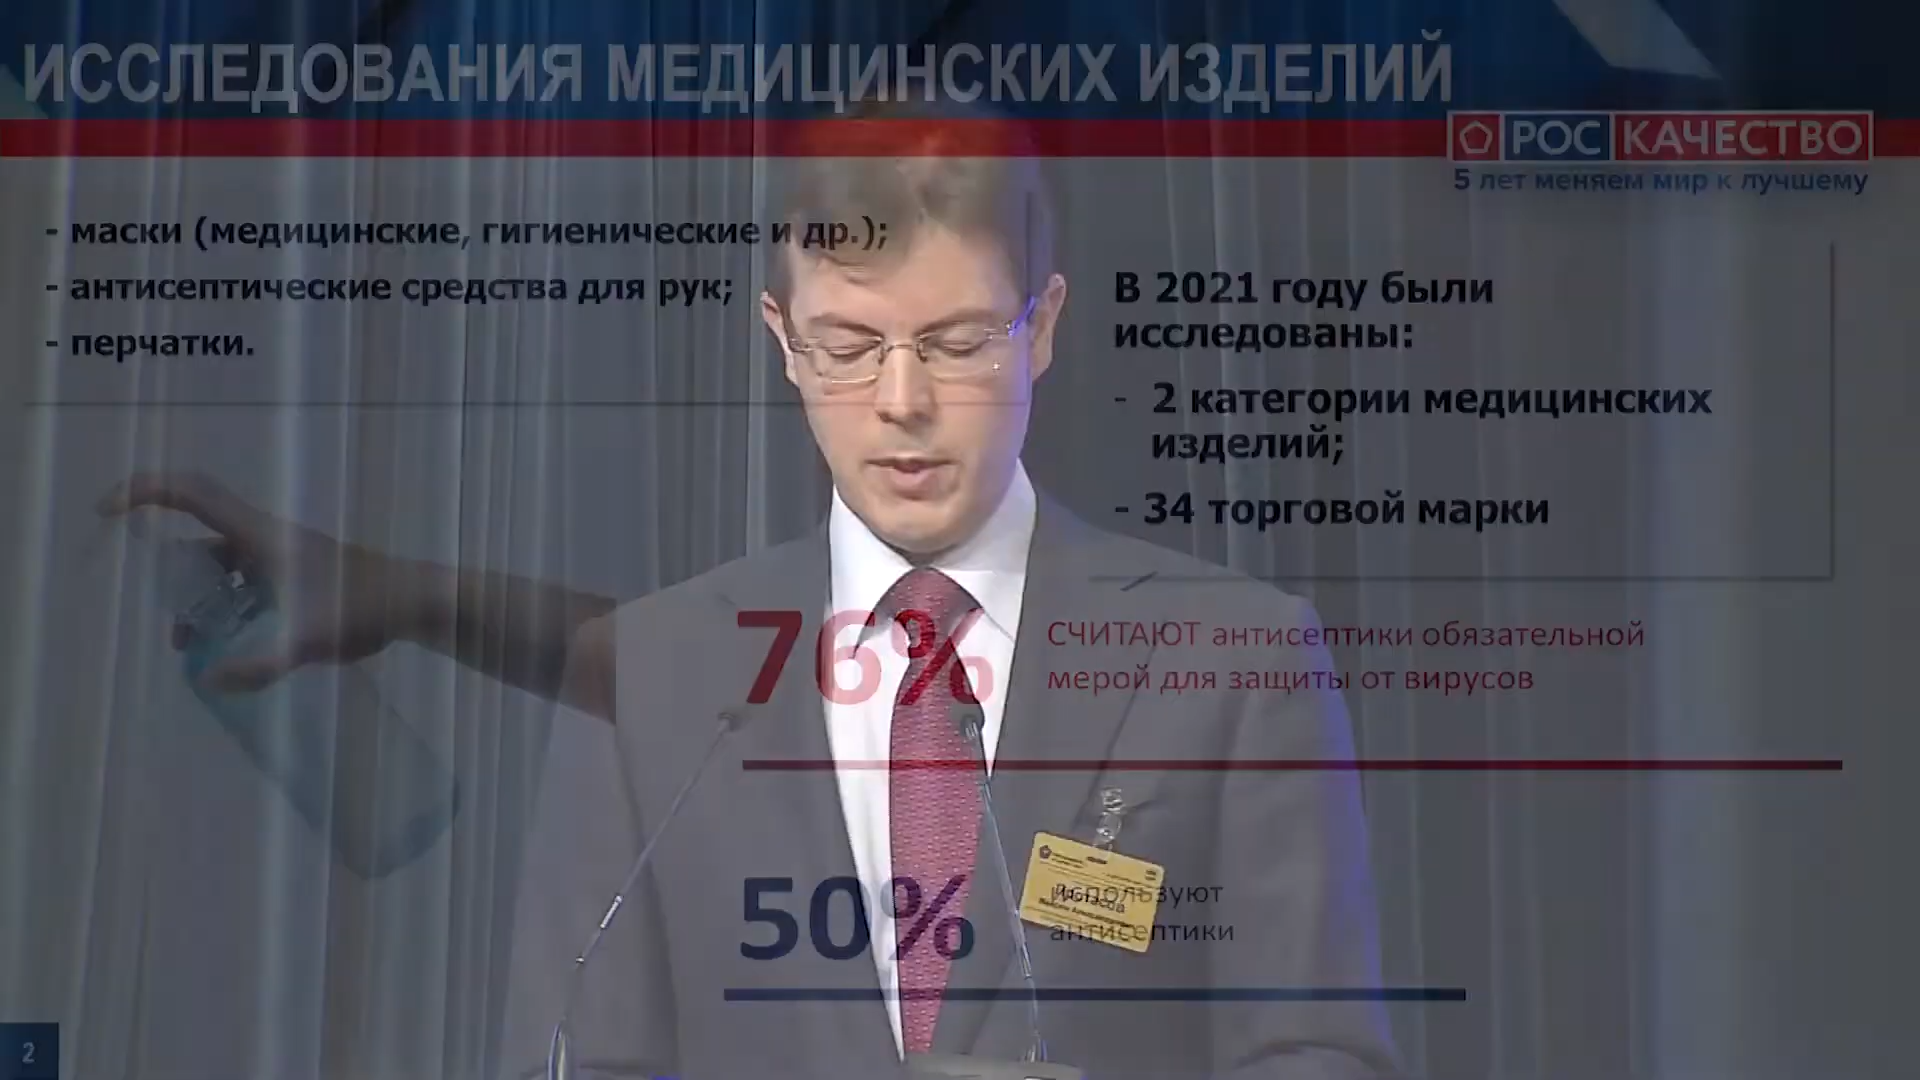 ИССЛЕДОВАНИЯ МЕДИЦИНСКИХ ИЗДЕЛИЙ
РОСКАЧЕСТВО
5 лет меняем мир к лучшему
- маски (медицинские, гигиенические и др.);
- антисептические средства для рук;
- перчатки.
В 2021 году были
исследованы:
- 2 категории медицинских
изделий;
- 34 торговой марки
76%
СЧИТАЮТ антисептики обязательной
мерой для защиты от вирусов
50%
используют
антисептики
Протасов
2